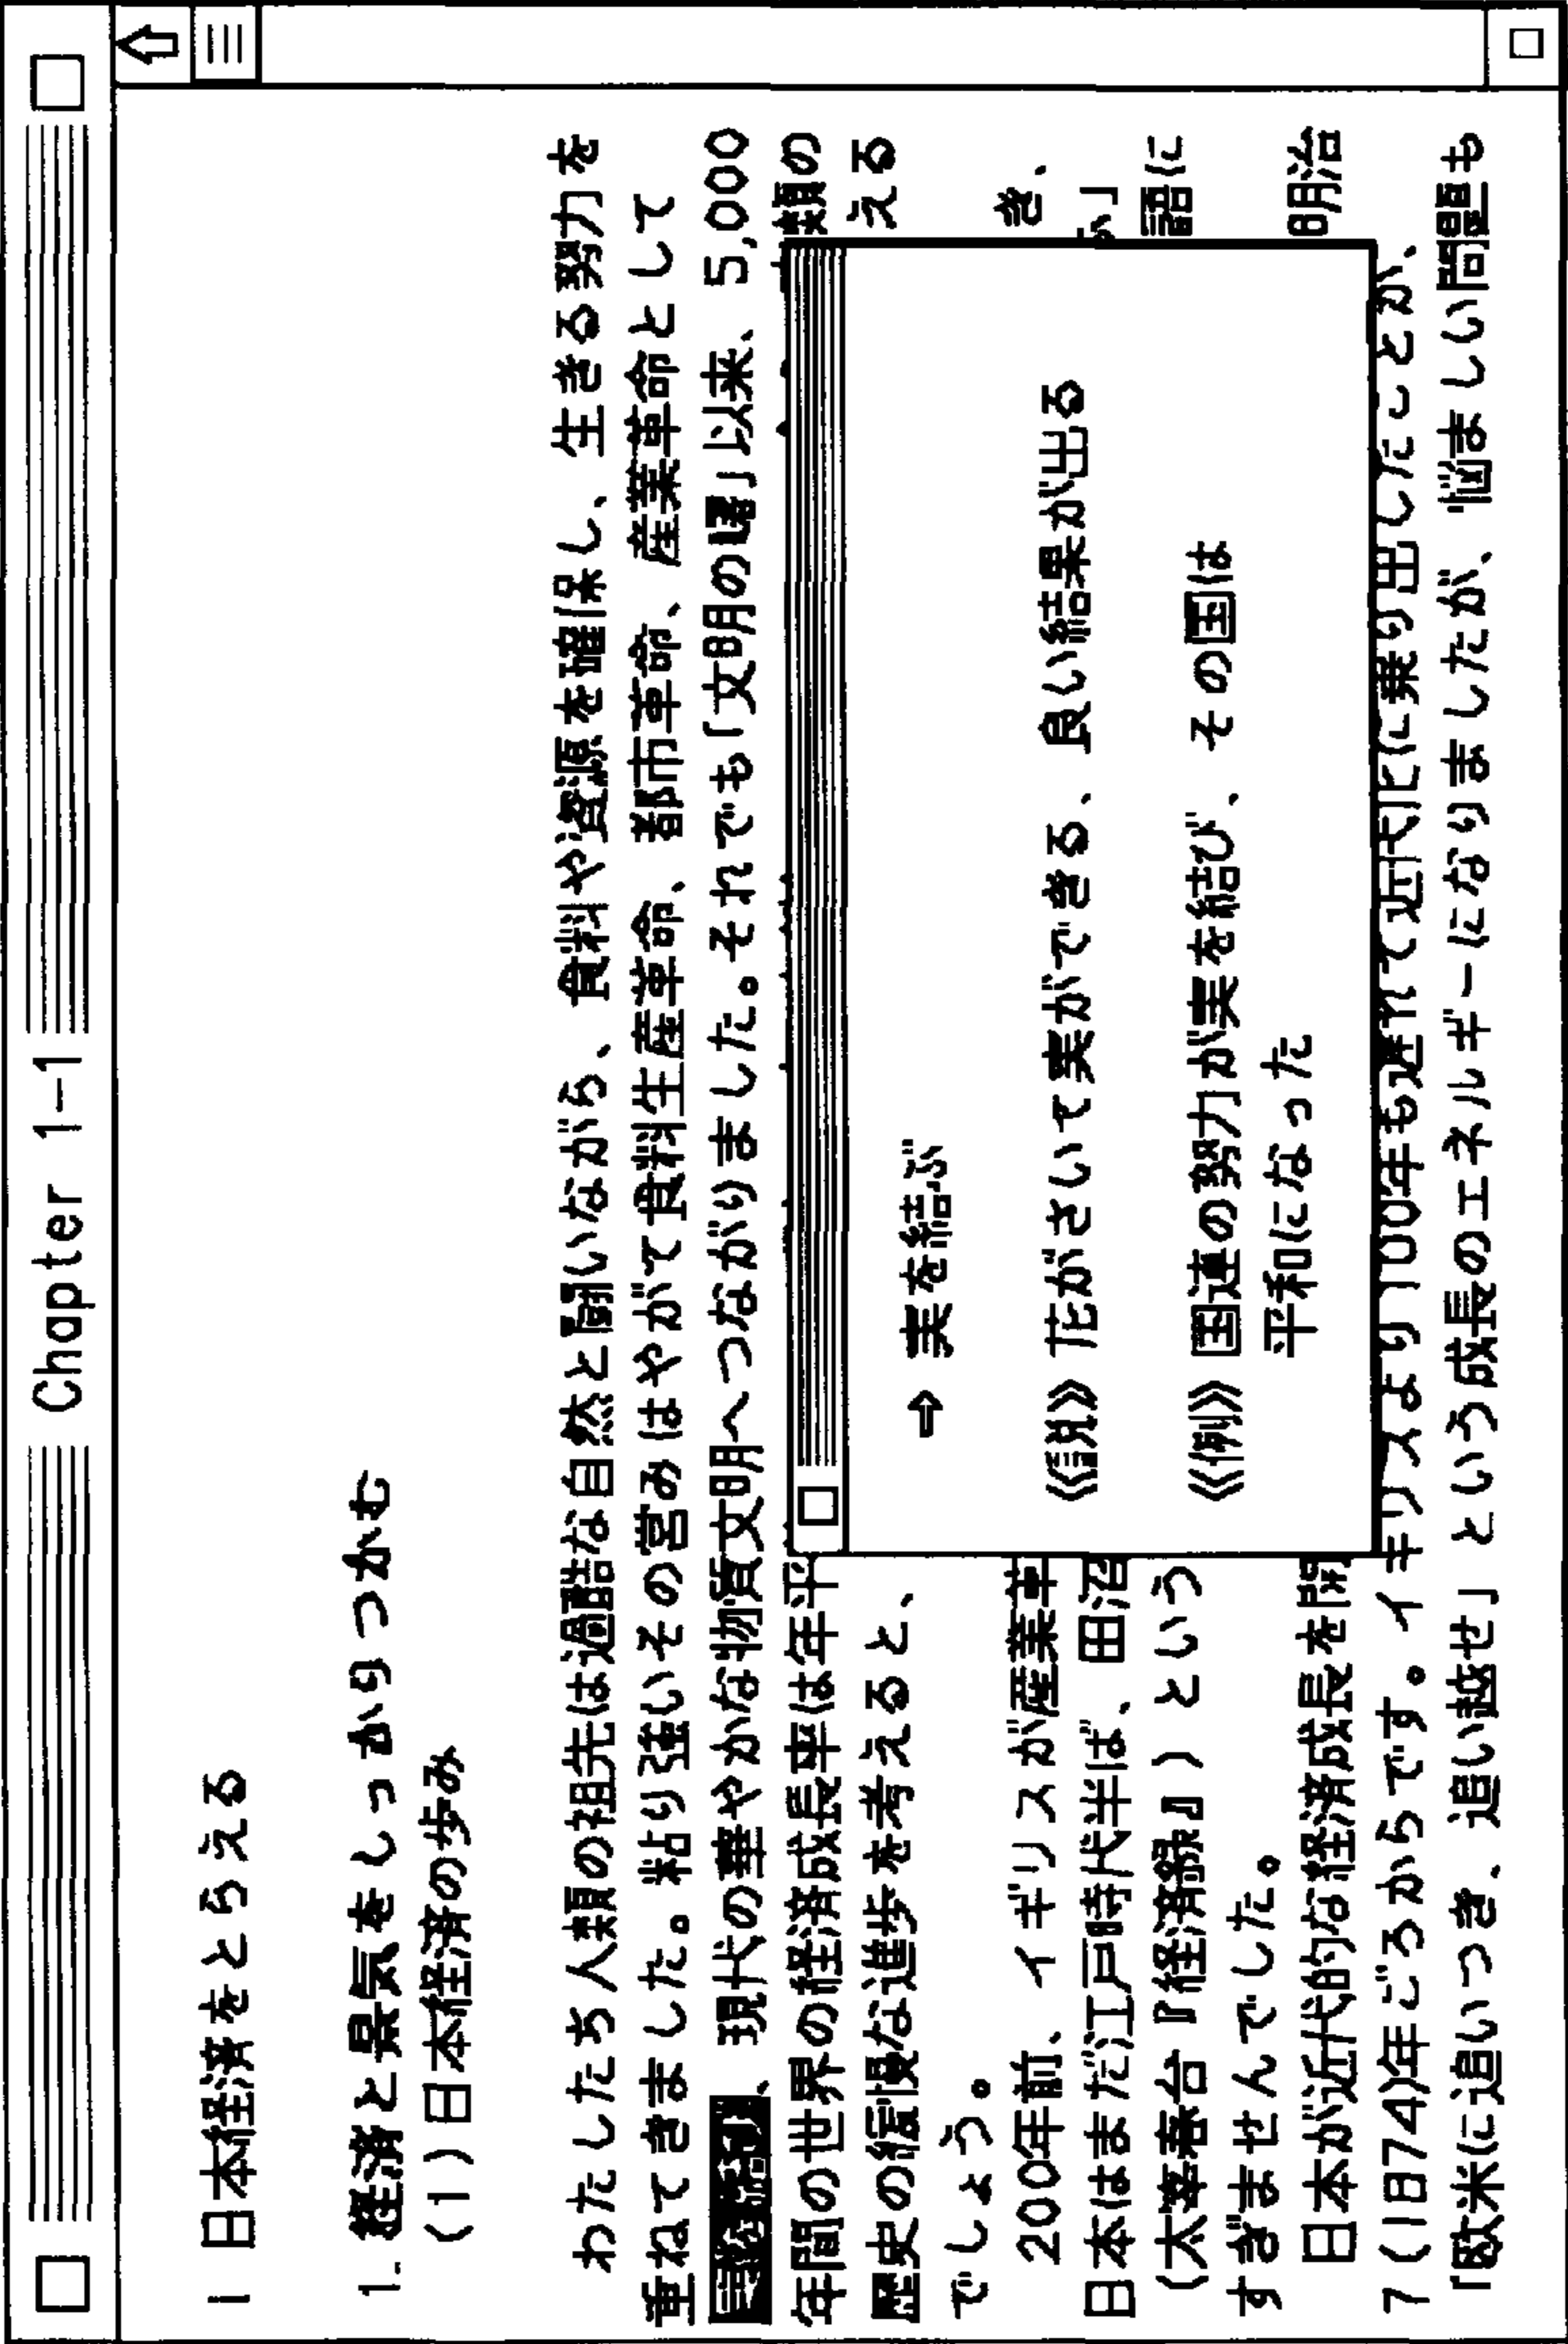 Chapter 1-1
I 日本経済をとらえる
1. 経済と景気をしっかりつかむ
(1)日本経済の歩み
わたしたち人類の祖先は過酷な自然と闘いながら、食料や資源を確保し、生きる努力を
重ねてきました。粘り強いその営みはやがて食料生産革命、都市革命、産業革命として
、現代の華やかな物質文明へつながりました。それでも「文明の曙」以来、5,000
年間の世界の経済成長率は年平 類の
歴史の緩慢な進歩を考えると、 える
でしょう。
200年前、イギリスが産業革 き、
日本はまだ江戸時代半ば、田沼 」
(太宰春台『経済録』)という 語に
すぎませんでした。
日本が近代的な経済成長を開 明治
7(1874)年ごろからです。イギリスより100年も遅れて近代化に乗り出したことが、
「欧米に追いつき、追い越せ」という成長のエネルギーになりましたが、悩ましい問題も
⇒ 実を結ぶ
《説》花がさいて実ができる、良い結果が出る
《例》国連の努力が実を結び、その国は
平和になった